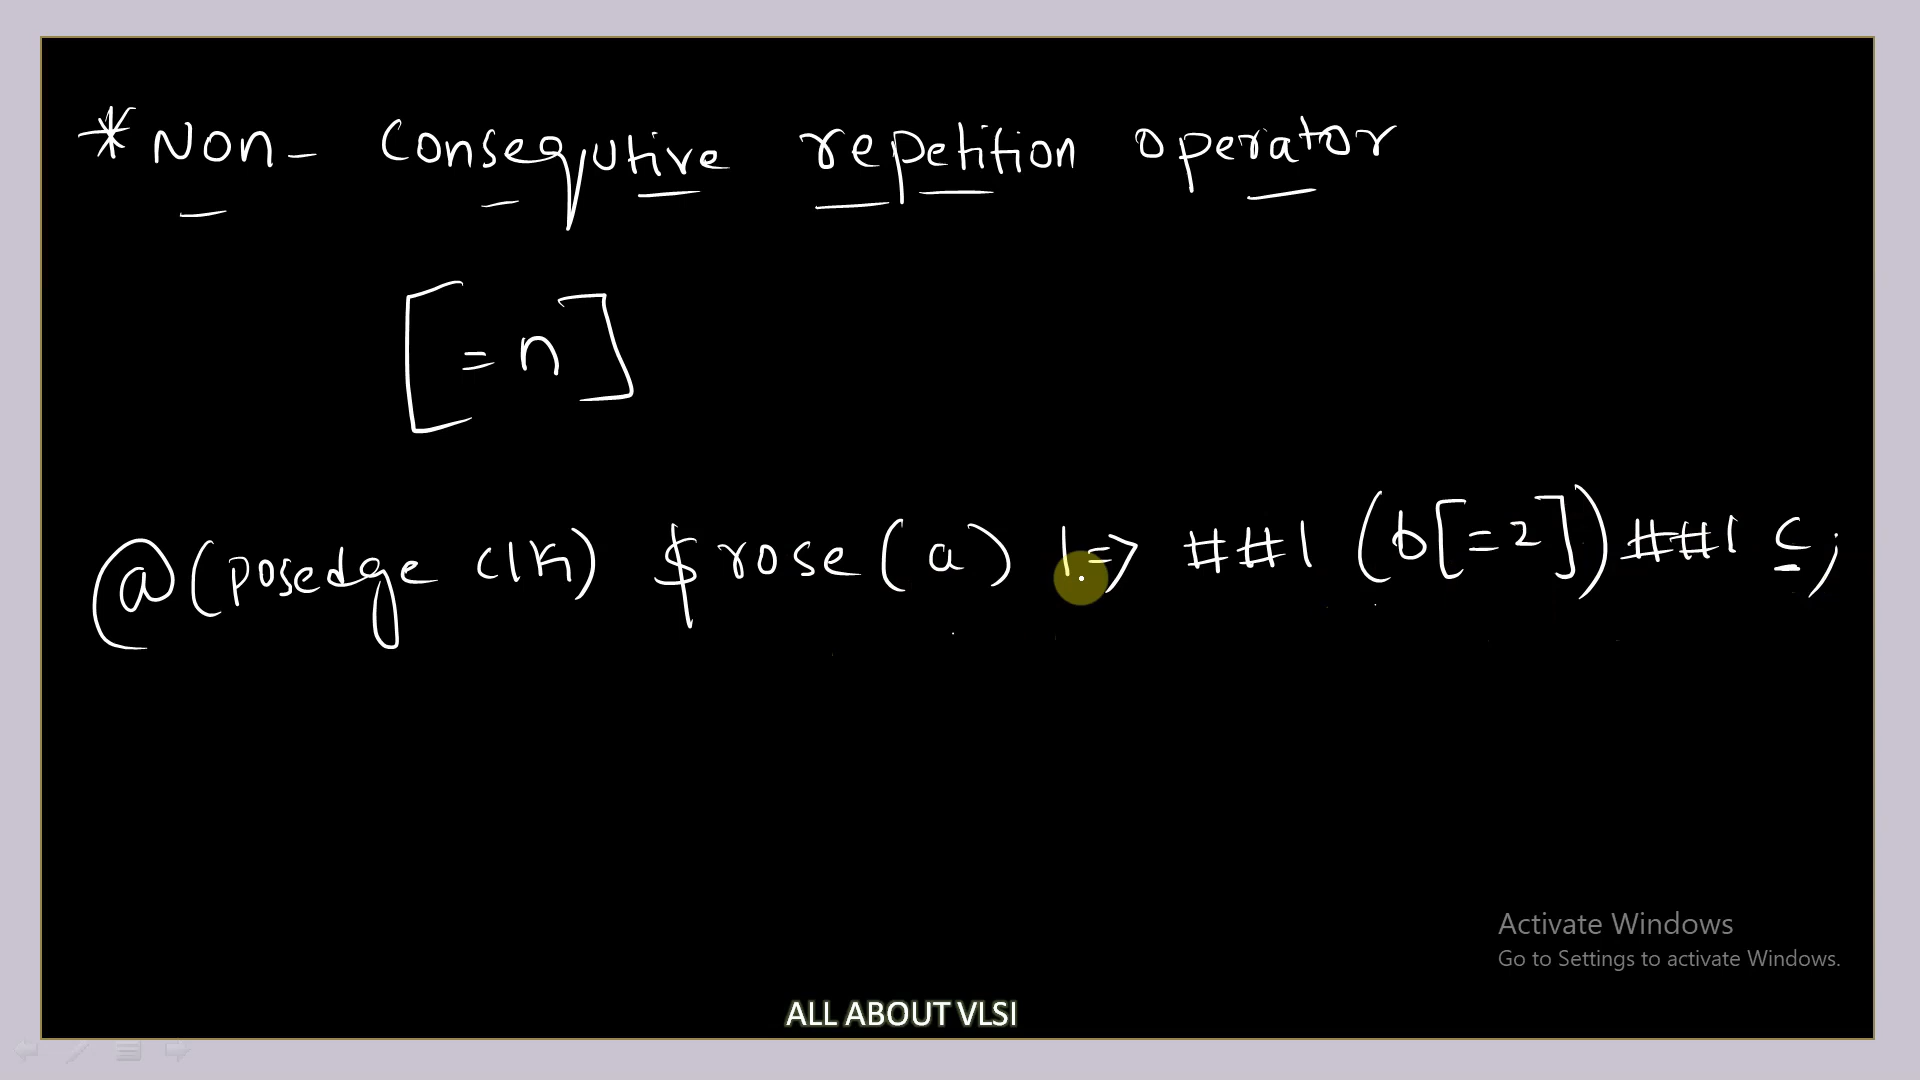 * Non - Consequtive repetition operator
[= n]
@(posedge clk) $rose(a) |=> ##1 (b[=2]) ##1 c;
Activate Windows
Go to Settings to activate Windows.
ALL ABOUT VLSI